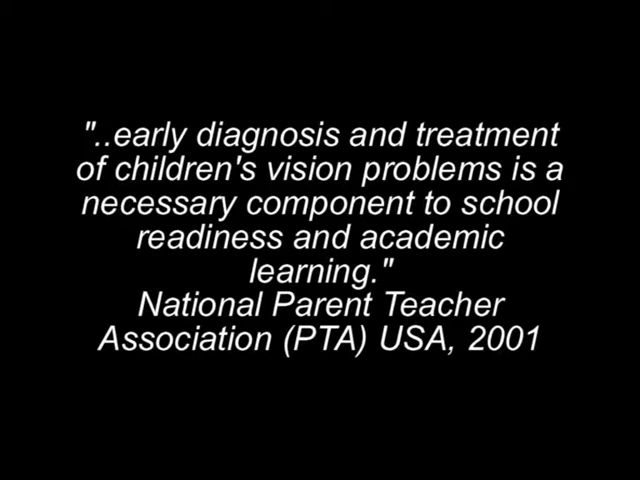 "..early diagnosis and treatment
of children's vision problems is a
necessary component to school
readiness and academic
learning."
National Parent Teacher
Association (PTA) USA, 2001